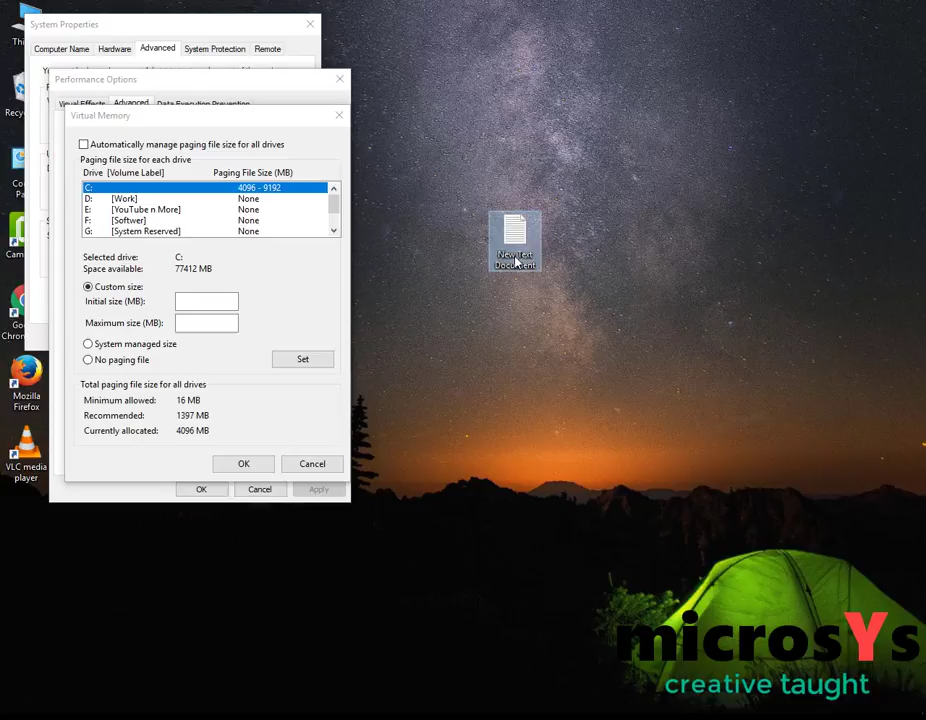 System Properties
Computer Name Hardware Advanced System Protection Remote
Performance Options
Visual Effects Advanced Data Execution Prevention
Virtual Memory
Automatically manage paging file size for all drives
Paging file size for each drive
Drive [Volume Label] Paging File Size (MB)
C: 4096 - 9192
D: [Work] None
E: [YouTube n More] None
F: [Softwer] None
G: [System Reserved] None
Selected drive: C:
Space available: 77412 MB
Custom size:
Initial size (MB):
Maximum size (MB):
System managed size
No paging file
Set
Total paging file size for all drives
Minimum allowed: 16 MB
Recommended: 1397 MB
Currently allocated: 4096 MB
OK Cancel
OK Cancel Apply
Mozilla
Firefox
VLC media
player
New Text
Document
microsYs
creative taught